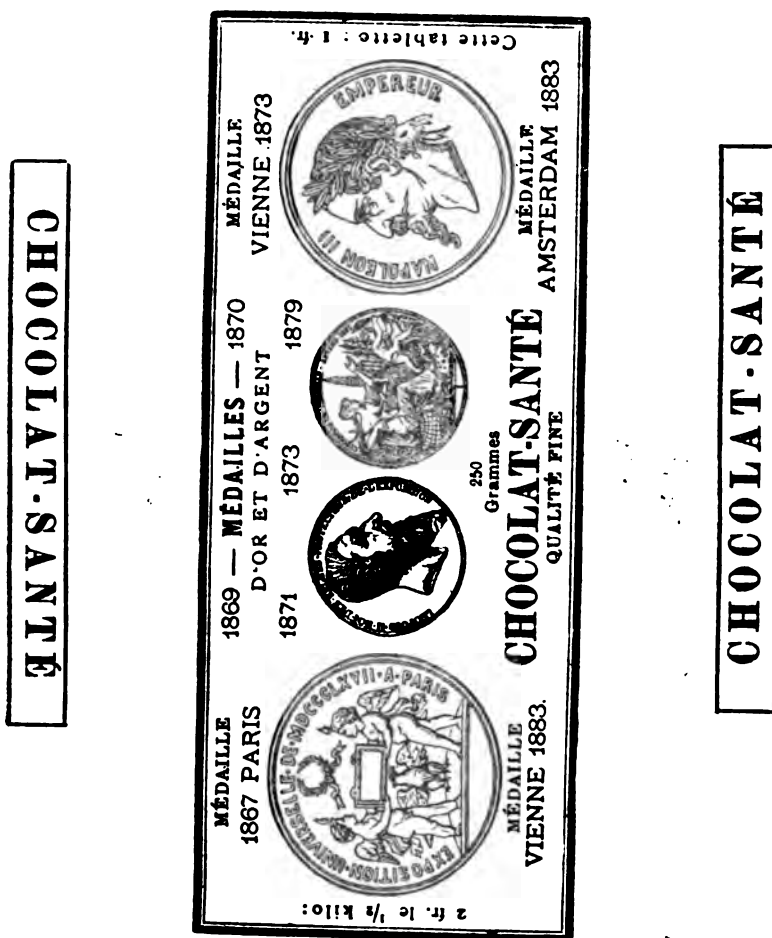 CHOCOLAT-SANTÉ
2 fr. le 1/2 kilo:
MÉDAILLE
1867 PARIS
EXPOSITION·UNIVERSELLE·DE·MDCCCLXVII·A·PARIS
MÉDAILLE
VIENNE 1883.
1869 — MÉDAILLES — 1870
D'OR ET D'ARGENT
1871 1873 1879
250
Grammes
CHOCOLAT-SANTÉ
QUALITÉ FINE
MÉDAILLE
VIENNE 1873
NAPOLEON III EMPEREUR
MÉDAILLE
AMSTERDAM 1883
Cette tablette : 1 fr.
CHOCOLAT-SANTÉ